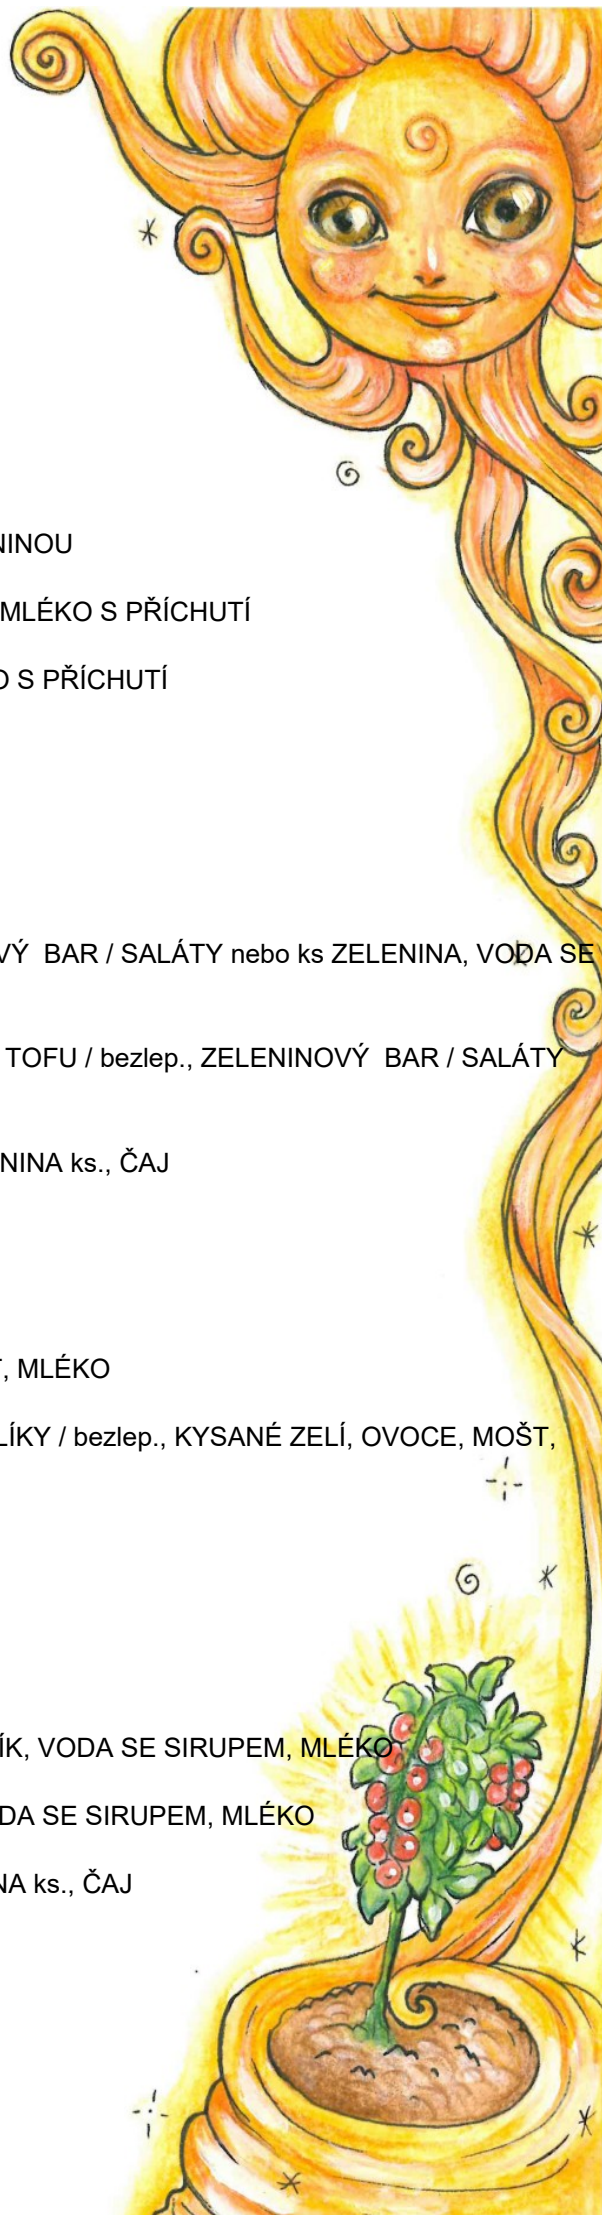 NINOU
MLÉKO S PŘÍCHUTÍ
O S PŘÍCHUTÍ
VÝ BAR / SALÁTY nebo ks ZELENINA, VODA SE
TOFU / bezlep., ZELENINOVÝ BAR / SALÁTY
NINA ks., ČAJ
, MLÉKO
LÍKY / bezlep., KYSANÉ ZELÍ, OVOCE, MOŠT,
ÍK, VODA SE SIRUPEM, MLÉKO
DA SE SIRUPEM, MLÉKO
NA ks., ČAJ